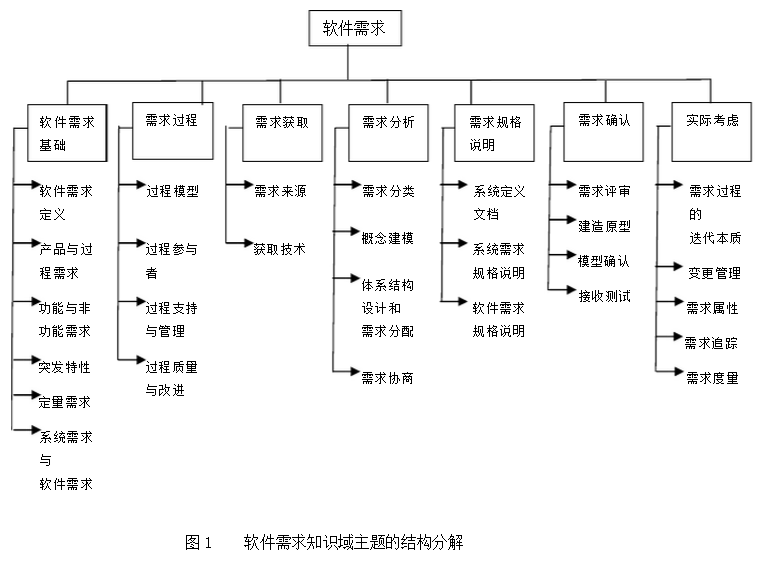 软件需求
软件需求
基础
软件需求
定义
产品与过
程需求
功能与非
功能需求
突发特性
定量需求
系统需求
与
软件需求
需求过程
过程模型
过程参与
者
过程支持
与管理
过程质量
与改进
需求获取
需求来源
获取技术
需求分析
需求分类
概念建模
体系结构
设计和
需求分配
需求协商
需求规格
说明
系统定义
文档
系统需求
规格说明
软件需求
规格说明
需求确认
需求评审
建造原型
模型确认
接收测试
实际考虑
需求过程
的
迭代本质
变更管理
需求属性
需求追踪
需求度量
图1 软件需求知识域主题的结构分解